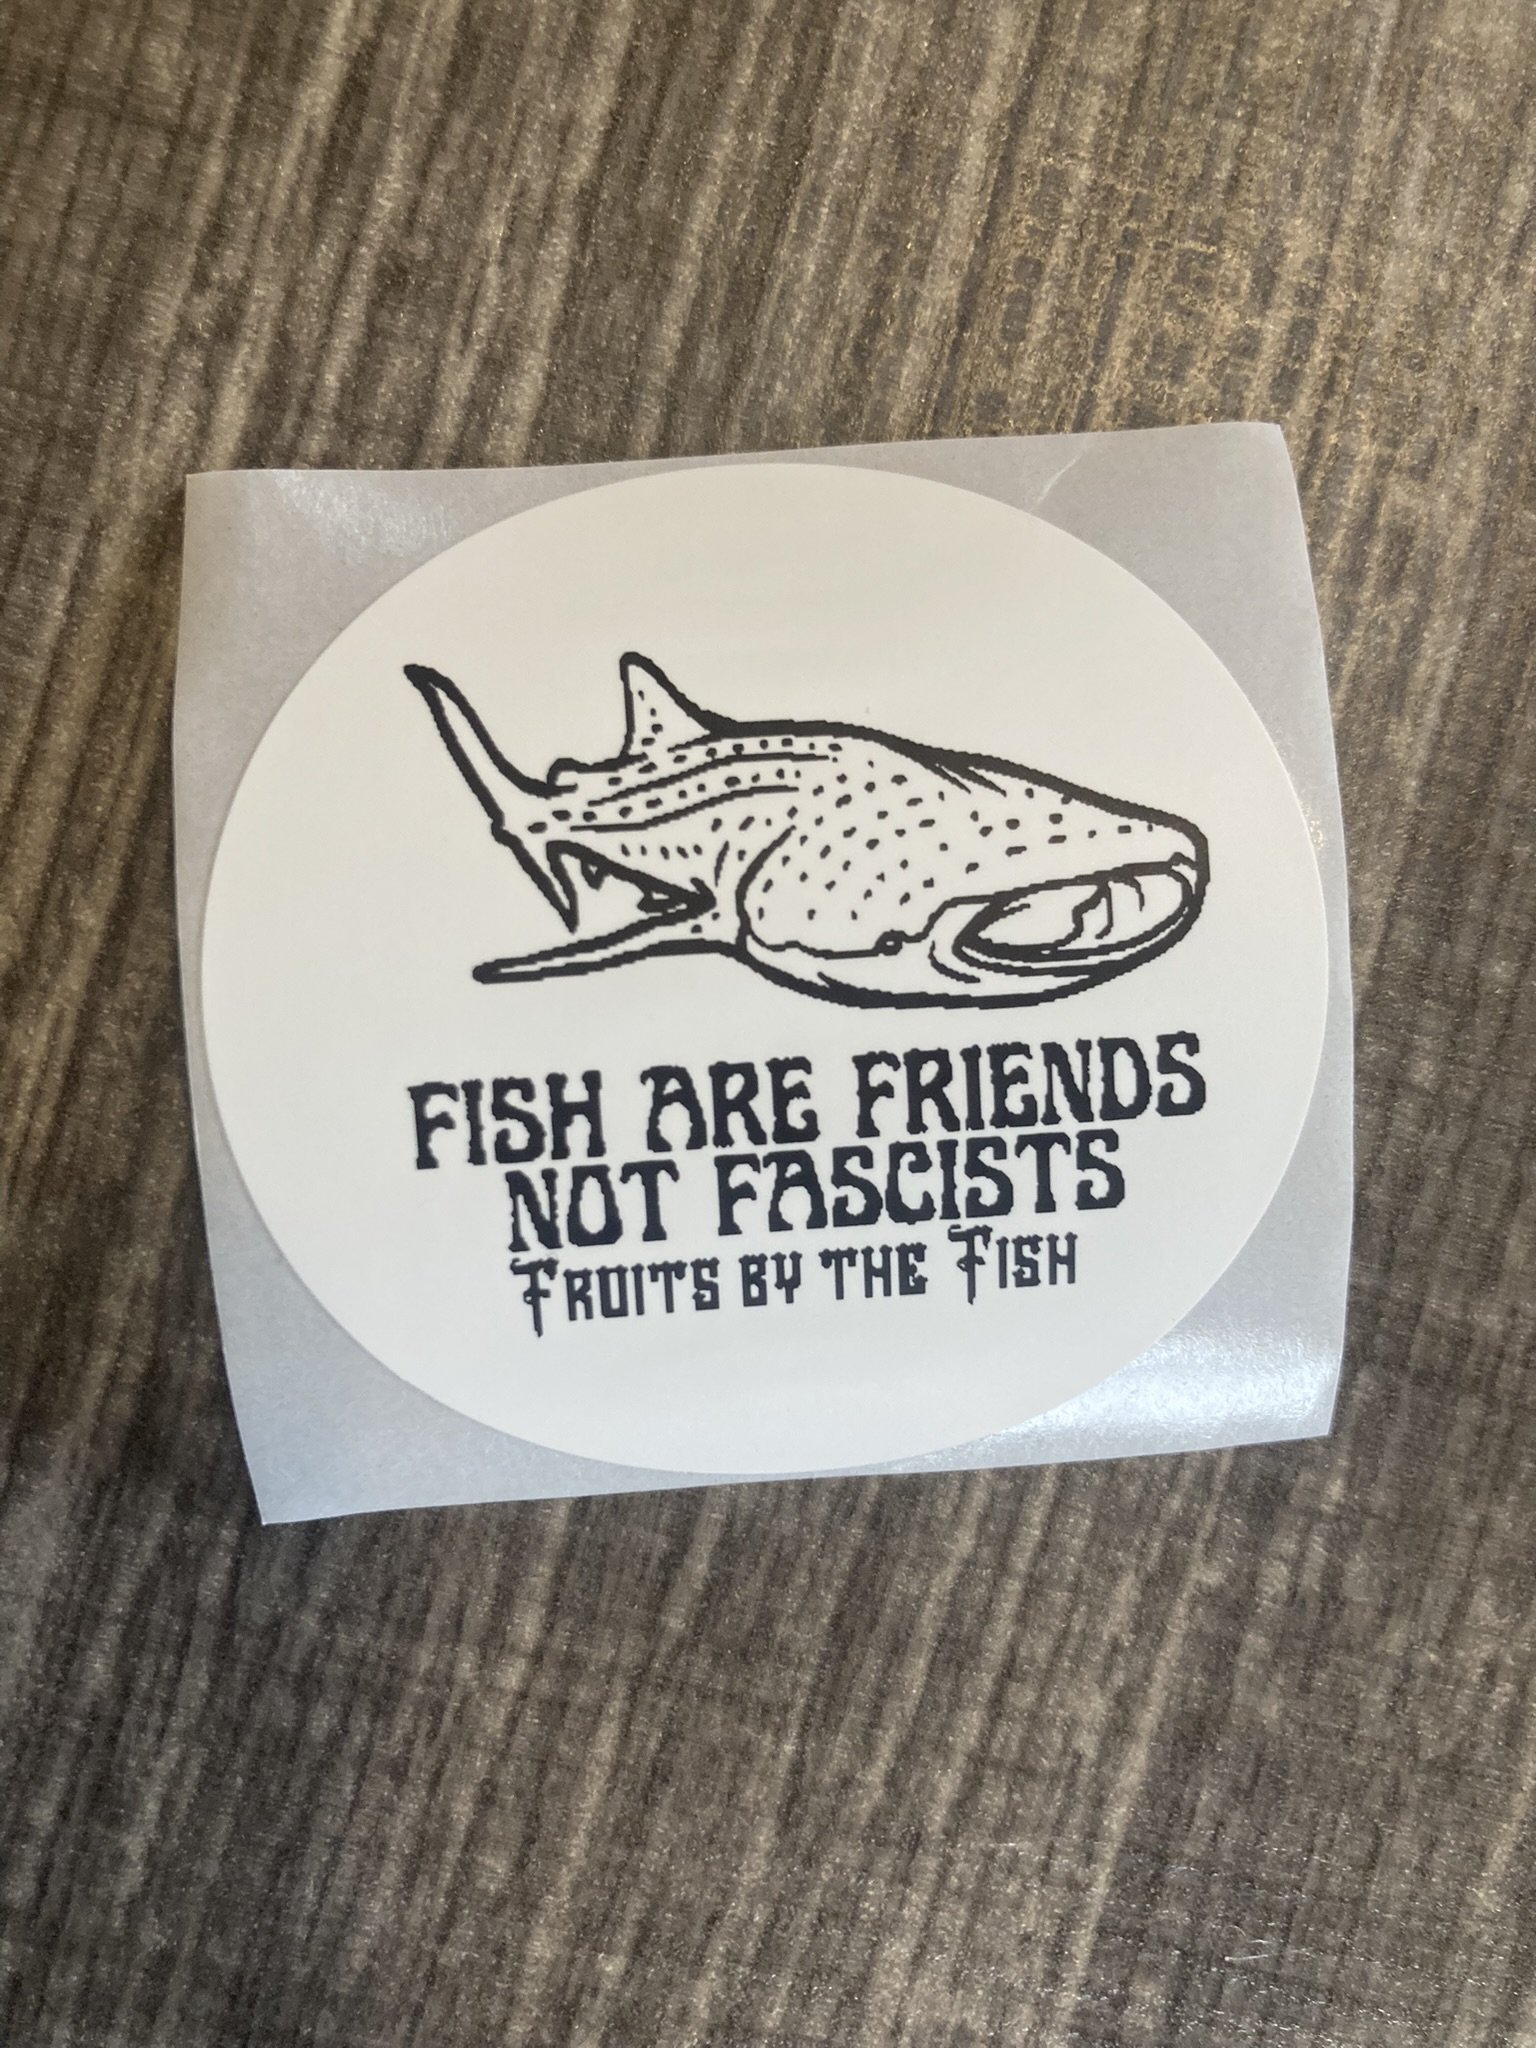 FISH ARE FRIENDS
NOT FASCISTS
FRUITS BY THE FISH